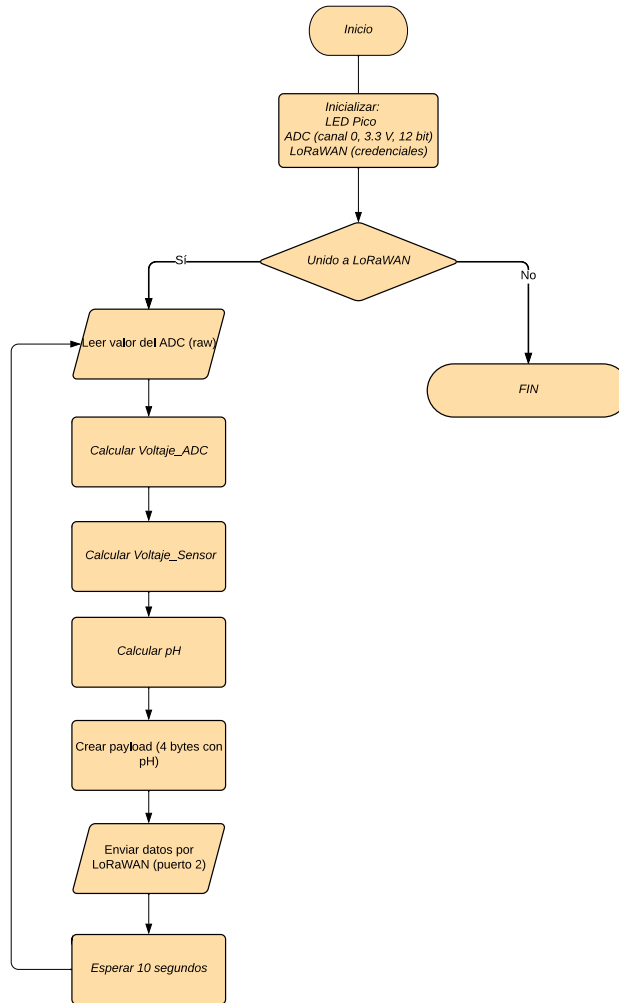 Inicio
Inicializar:
LED Pico
ADC (canal 0, 3.3 V, 12 bit)
LoRaWAN (credenciales)
Unido a LoRaWAN
Sí
No
Leer valor del ADC (raw)
FIN
Calcular Voltaje_ADC
Calcular Voltaje_Sensor
Calcular pH
Crear payload (4 bytes con
pH)
Enviar datos por
LoRaWAN (puerto 2)
Esperar 10 segundos